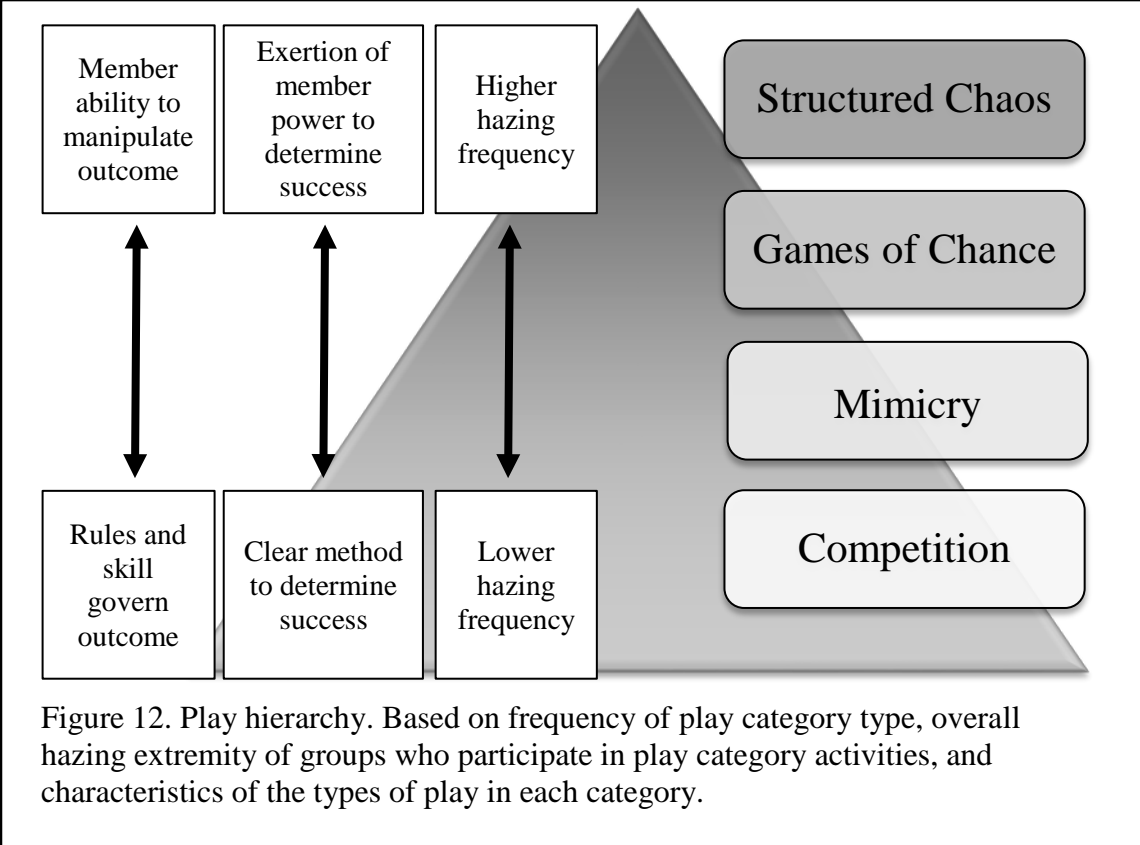 Member
ability to
manipulate
outcome
Exertion of
member
power to
determine
success
Higher
hazing
frequency
Structured Chaos
Games of Chance
Mimicry
Competition
Rules and
skill
govern
outcome
Clear method
to determine
success
Lower
hazing
frequency
Figure 12. Play hierarchy. Based on frequency of play category type, overall
hazing extremity of groups who participate in play category activities, and
characteristics of the types of play in each category.